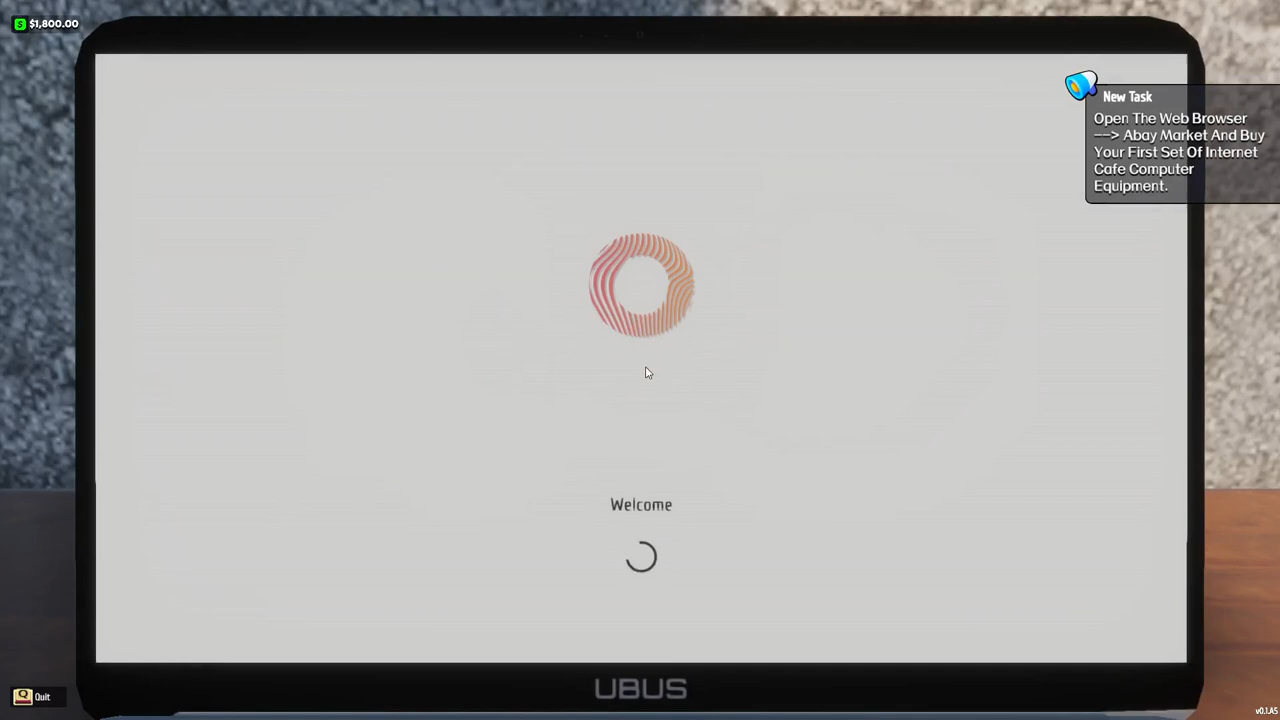 $1,800.00
New Task
Open The Web Browser
--> Abay Market And Buy
Your First Set Of Internet
Cafe Computer
Equipment.
Welcome
UBUS
Q Quit
v0.1.A5